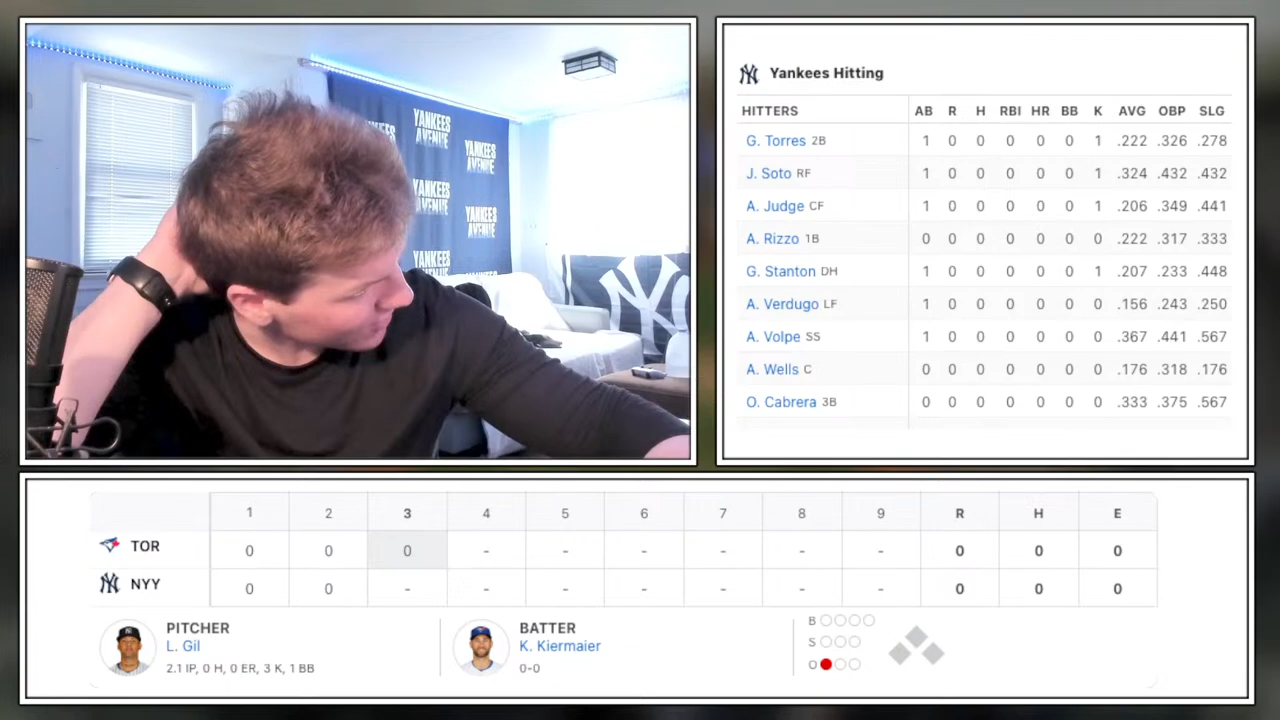 YANKEES AVENUE
YANKEES AVENUE
YANKEES AVENUE
YANKEES AVENUE
YANKEES AVENUE
Yankees Hitting
HITTERS AB R H RBI HR BB K AVG OBP SLG
G. Torres 2B 1 0 0 0 0 0 1 .222 .326 .278
J. Soto RF 1 0 0 0 0 0 1 .324 .432 .432
A. Judge CF 1 0 0 0 0 0 1 .206 .349 .441
A. Rizzo 1B 0 0 0 0 0 0 0 .222 .317 .333
G. Stanton DH 1 0 0 0 0 0 1 .207 .233 .448
A. Verdugo LF 1 0 0 0 0 0 0 .156 .243 .250
A. Volpe SS 1 0 0 0 0 0 0 .367 .441 .567
A. Wells C 0 0 0 0 0 0 0 .176 .318 .176
O. Cabrera 3B 0 0 0 0 0 0 0 .333 .375 .567
1 2 3 4 5 6 7 8 9 R H E
TOR 0 0 0 - - - - - - 0 0 0
NYY 0 0 - - - - - - - 0 0 0
PITCHER
L. Gil
2.1 IP, 0 H, 0 ER, 3 K, 1 BB
BATTER
K. Kiermaier
0-0
B
S
O